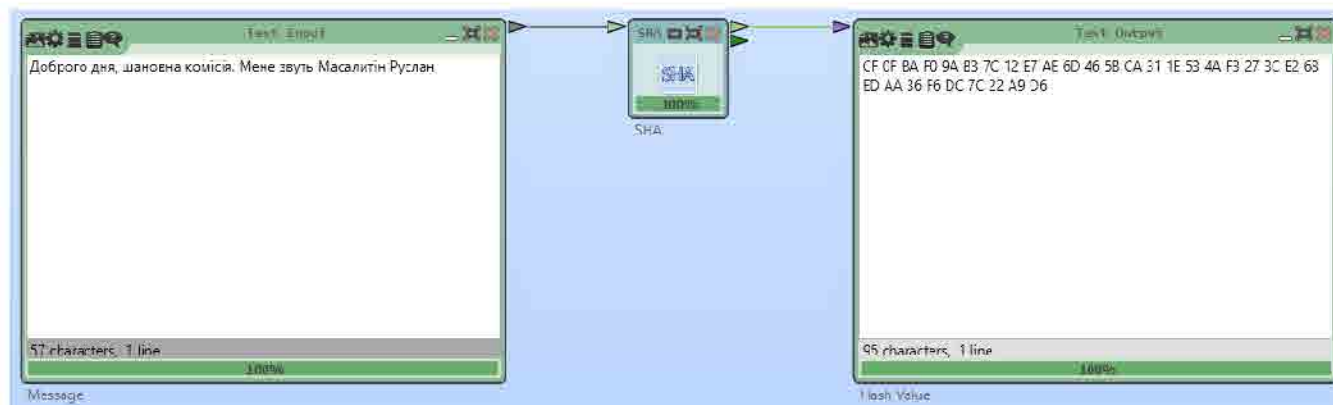 Text Input
Доброго дня, шановна комісія. Мене звуть Масалитін Руслан
57 characters, 1 line
100%
Message
SHA
SHA
100%
SHA
Text Output
CF CF BA F0 9A B3 7C 12 E7 AE 6D 46 5B CA 31 1E 53 4A F3 27 3C E2 63
ED AA 36 F6 DC 7C 22 A9 D6
95 characters, 1 line
100%
Hash Value